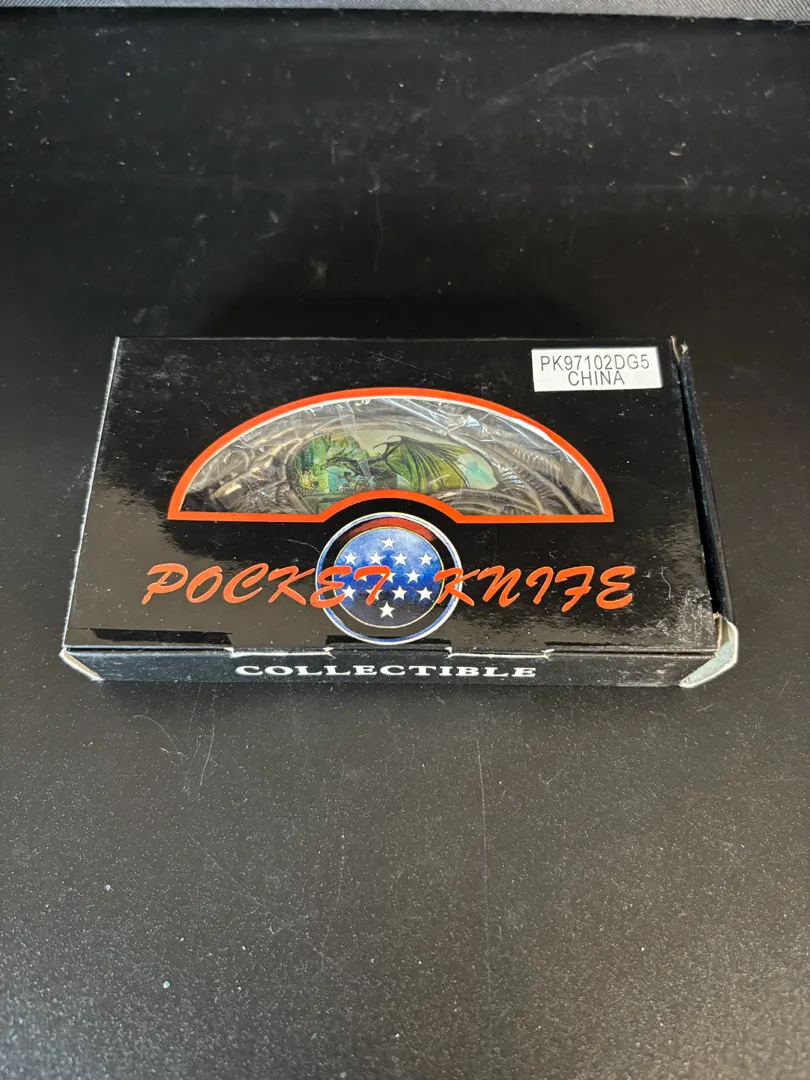 PK97102DG5
CHINA
POCKET KNIFE
COLLECTIBLE